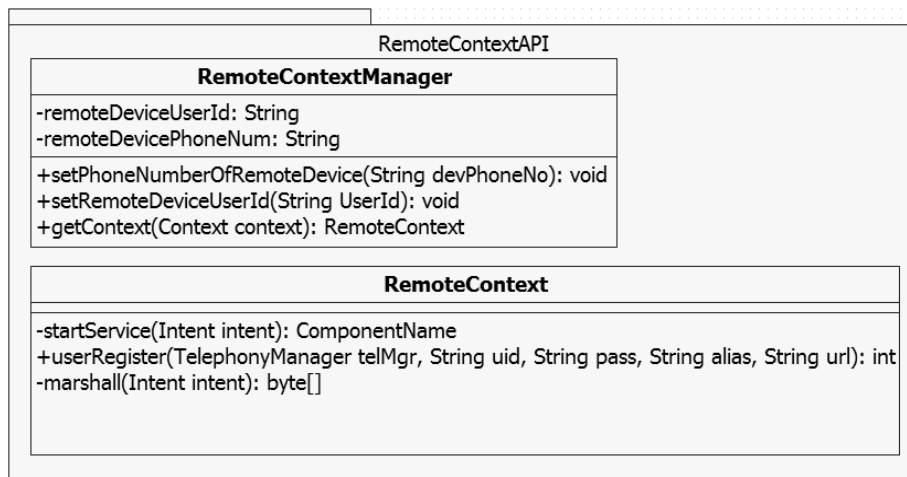 RemoteContextAPI
RemoteContextManager
-remoteDeviceUserId: String
-remoteDevicePhoneNum: String
+setPhoneNumberOfRemoteDevice(String devPhoneNo): void
+setRemoteDeviceUserId(String UserId): void
+getContext(Context context): RemoteContext
RemoteContext
-startService(Intent intent): ComponentName
+userRegister(TelephonyManager telMgr, String uid, String pass, String alias, String url): int
-marshall(Intent intent): byte[]